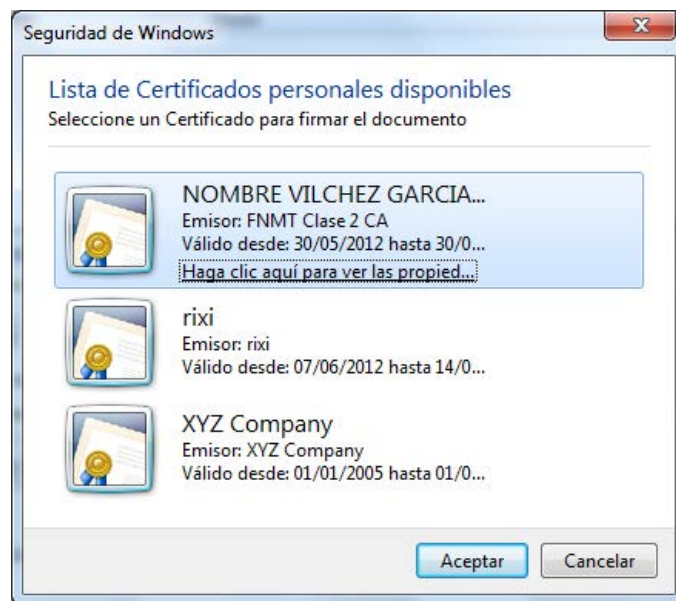 Seguridad de Windows
Lista de Certificados personales disponibles
Seleccione un Certificado para firmar el documento
NOMBRE VILCHEZ GARCIA...
Emisor: FNMT Clase 2 CA
Válido desde: 30/05/2012 hasta 30/0...
Haga clic aquí para ver las propied...
rixi
Emisor: rixi
Válido desde: 07/06/2012 hasta 14/0...
XYZ Company
Emisor: XYZ Company
Válido desde: 01/01/2005 hasta 01/0...
Aceptar Cancelar